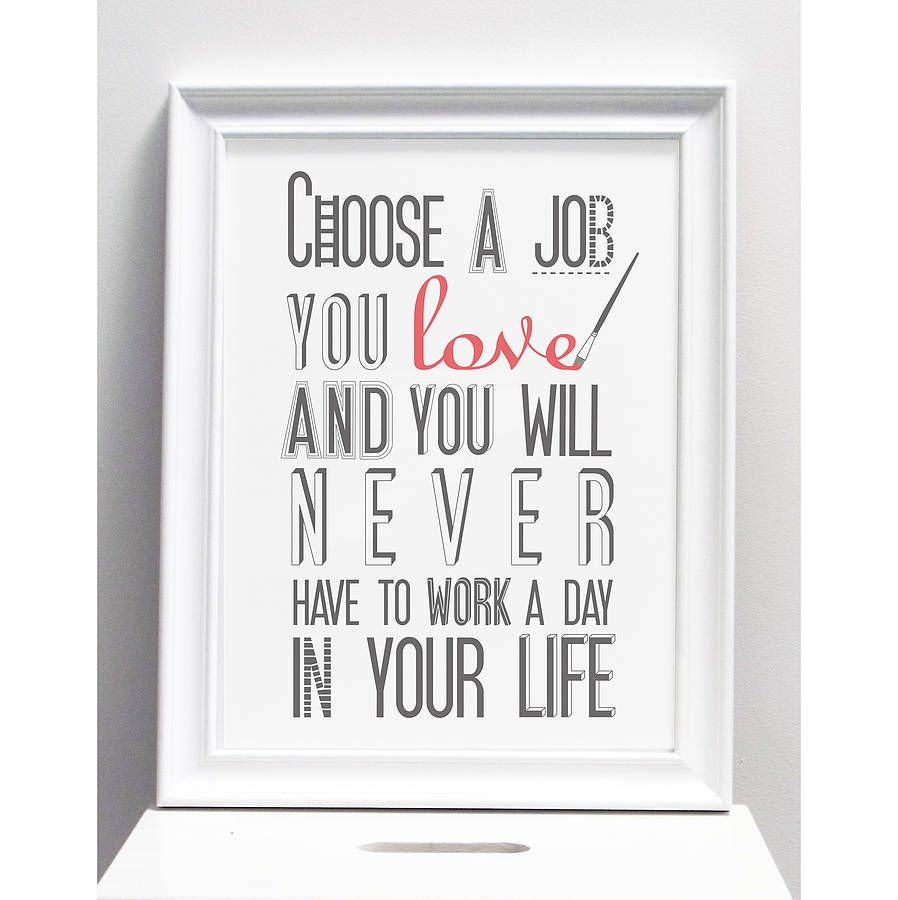 CHOOSE A JOB
YOU love
AND YOU WILL
NEVER
HAVE TO WORK A DAY
IN YOUR LIFE